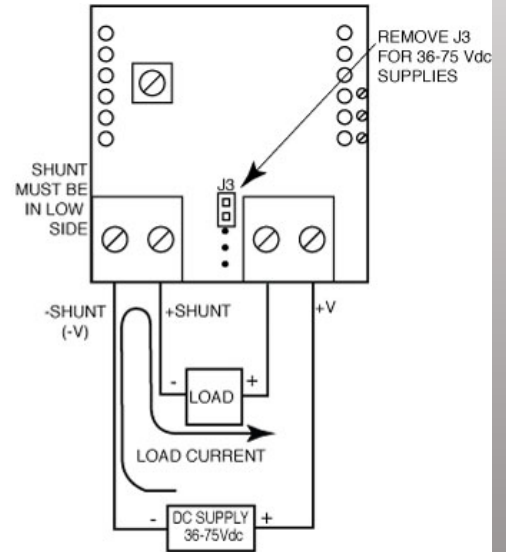 REMOVE J3
FOR 36-75 Vdc
SUPPLIES
SHUNT
MUST BE
IN LOW
SIDE
J3
-SHUNT
(-V)
+SHUNT
+V
- LOAD +
LOAD CURRENT
- DC SUPPLY +
36-75Vdc